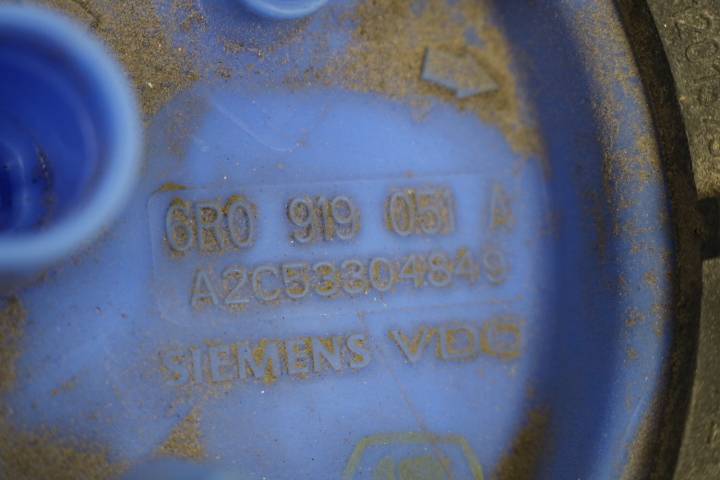 6R0 919 051 A
A2C53304849
SIEMENS VDO